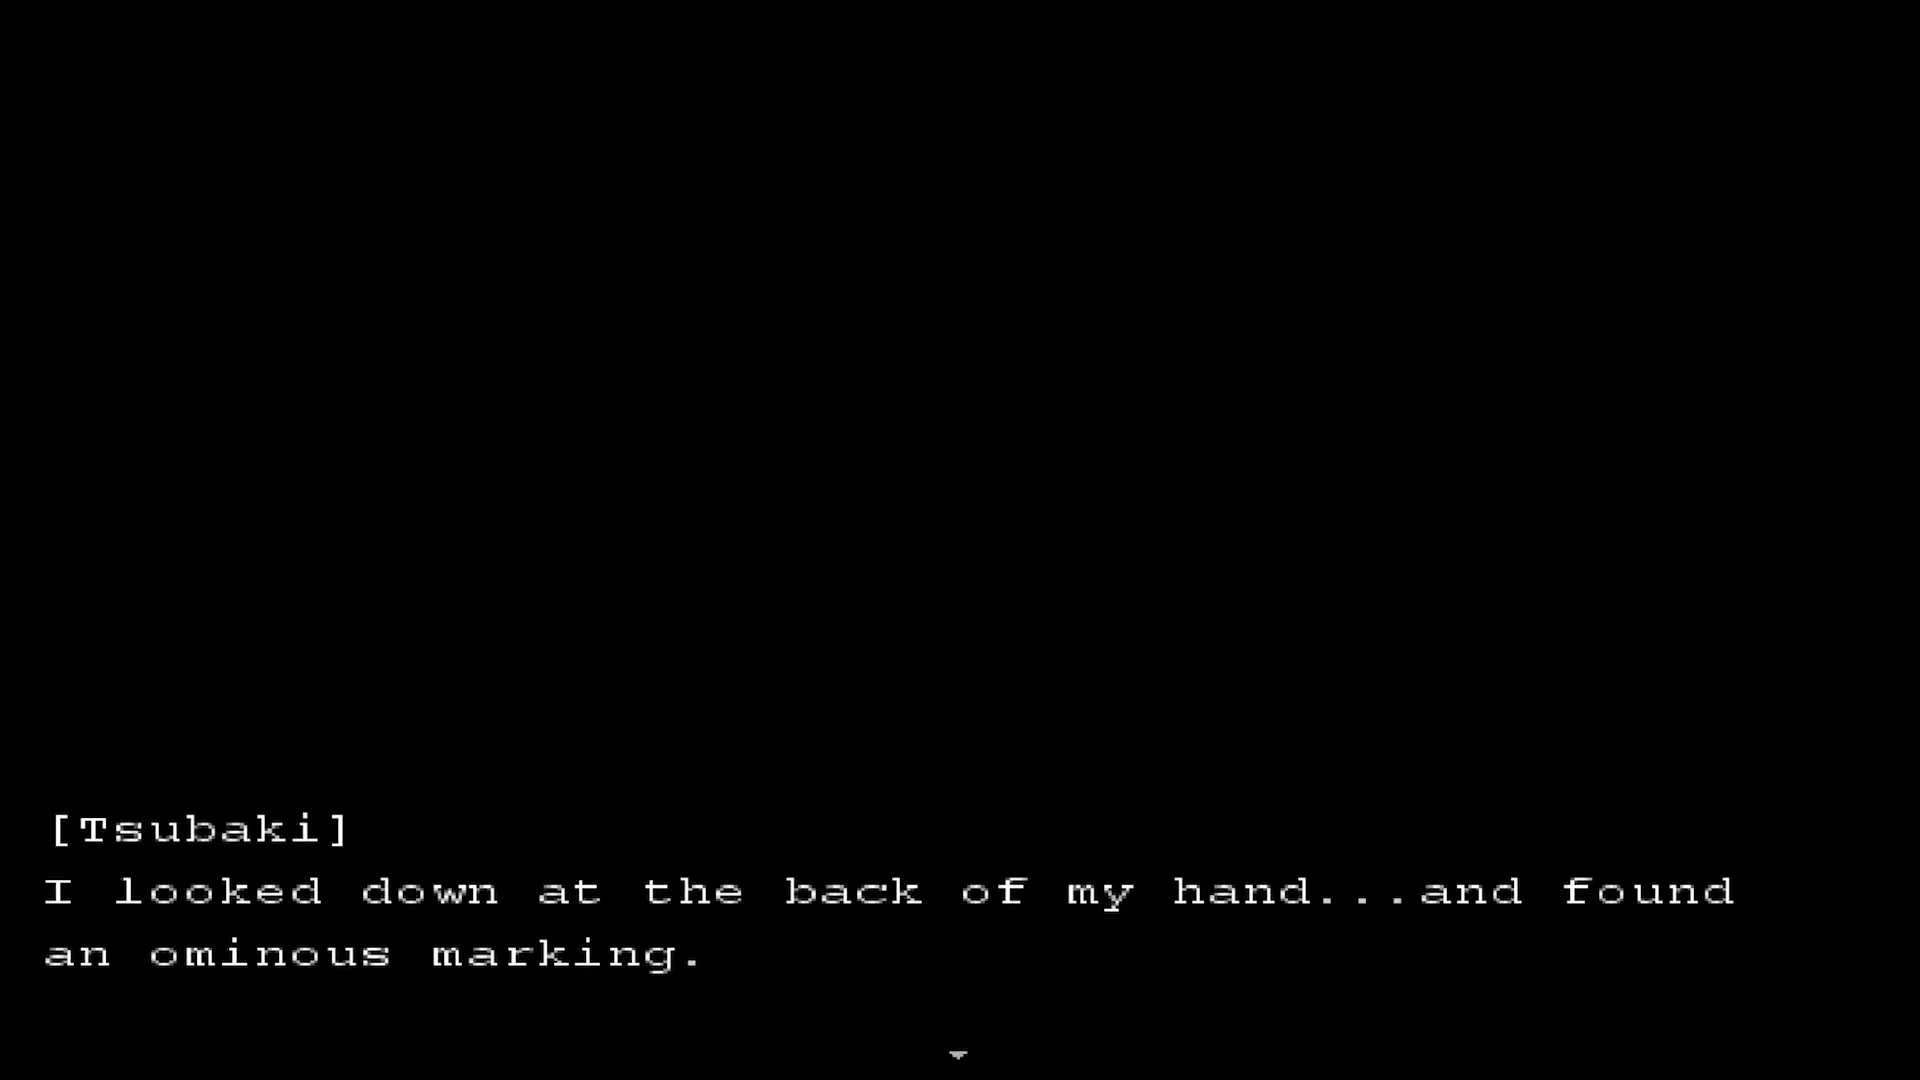 [Tsubaki]
I looked down at the back of my hand...and found
an ominous marking.